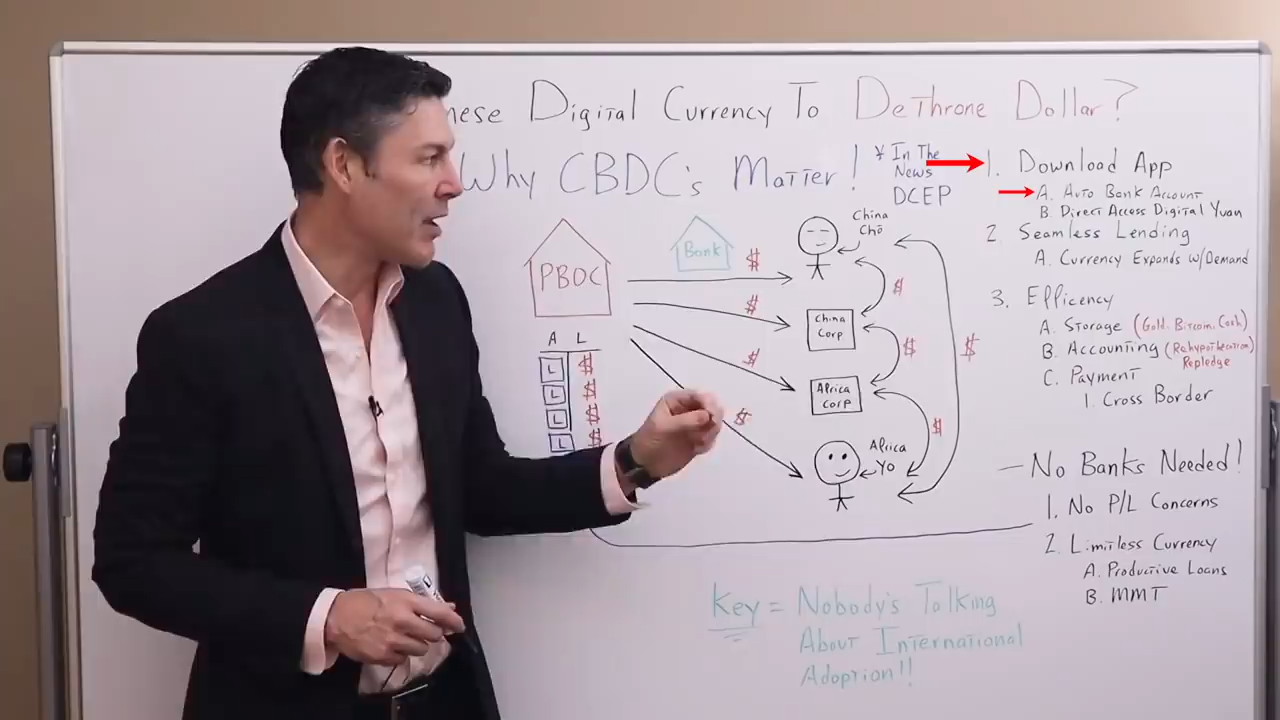 nese Digital Currency To DeThrone Dollar?
Why CBDC's Matter!
¥ In The
News
DCEP
1. Download App
A. Auto Bank Account
B. Direct Access Digital Yuan
2 Seamless Lending
A. Currency Expands w/Demand
3. Efficency
A. Storage (Gold. Bitcoin. Cash)
B. Accounting (Rehypothecation)
Repledge
C. Payment
1. Cross Border
PBOC
Bank
$
$
$
$
China
Cho
$
China
Corp
$
$
Africa
Corp
$
Africa
Yo
A L
L $
L $
L $
L $
— No Banks Needed!
1. No P/L Concerns
2. Limitless Currency
A. Productive Loans
B. MMT
Key = Nobody's Talking
About International
Adoption!!